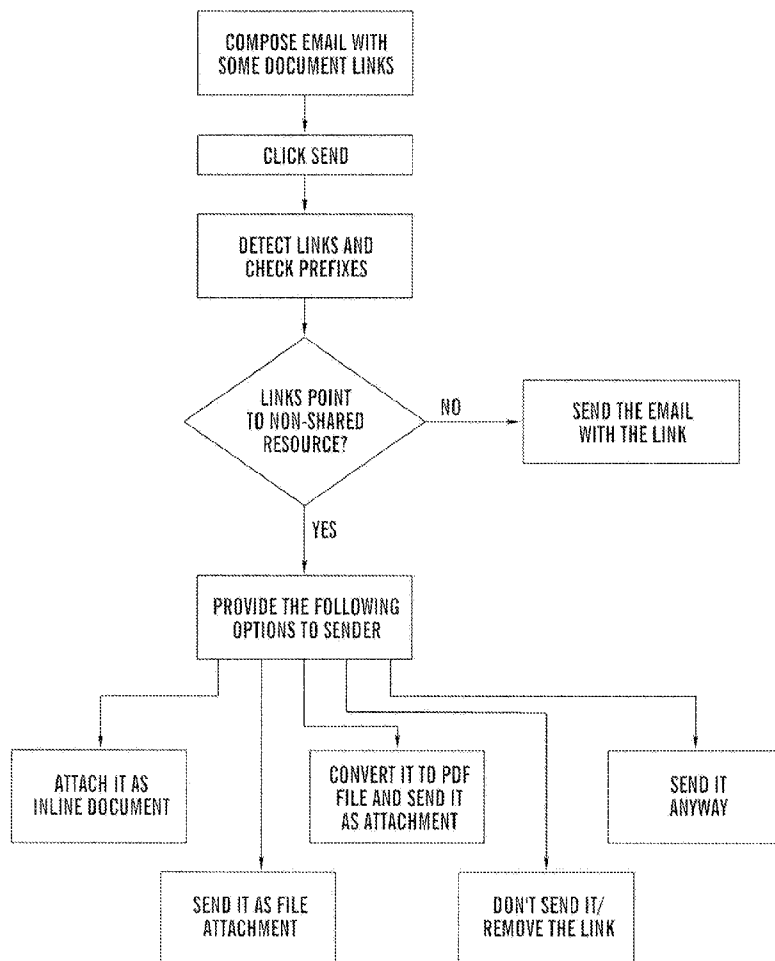 COMPOSE EMAIL WITH
SOME DOCUMENT LINKS
CLICK SEND
DETECT LINKS AND
CHECK PREFIXES
LINKS POINT
TO NON-SHARED
RESOURCE?
NO
SEND THE EMAIL
WITH THE LINK
YES
PROVIDE THE FOLLOWING
OPTIONS TO SENDER
ATTACH IT AS
INLINE DOCUMENT
CONVERT IT TO PDF
FILE AND SEND IT
AS ATTACHMENT
SEND IT
ANYWAY
SEND IT AS FILE
ATTACHMENT
DON'T SEND IT/
REMOVE THE LINK